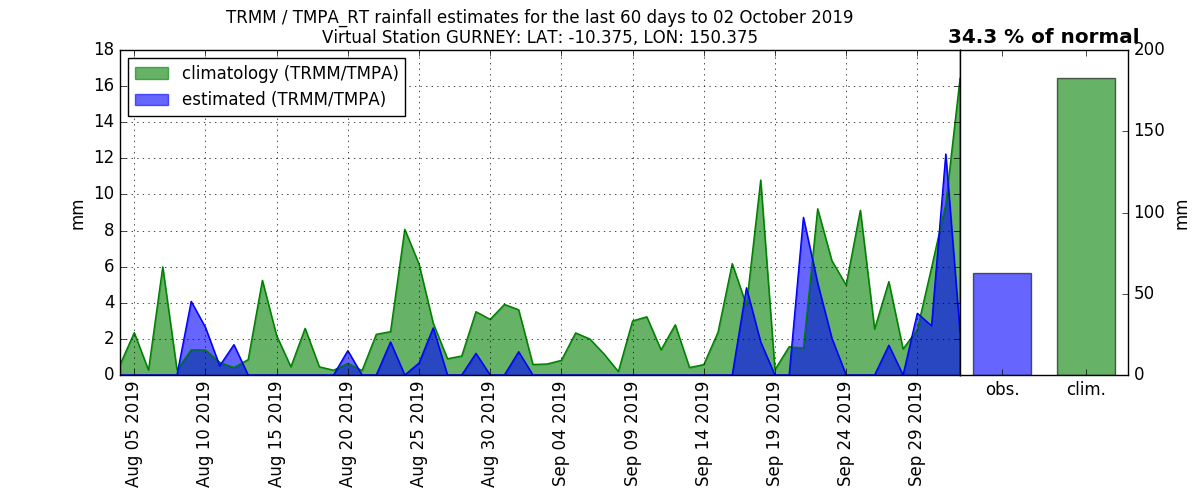 TRMM / TMPA_RT rainfall estimates for the last 60 days to 02 October 2019
Virtual Station GURNEY: LAT: -10.375, LON: 150.375
34.3 % of normal
climatology (TRMM/TMPA)
estimated (TRMM/TMPA)
18
16
14
12
10
8
6
4
2
0
mm
Aug 05 2019
Aug 10 2019
Aug 15 2019
Aug 20 2019
Aug 25 2019
Aug 30 2019
Sep 04 2019
Sep 09 2019
Sep 14 2019
Sep 19 2019
Sep 24 2019
Sep 29 2019
obs.
clim.
200
150
100
50
0
mm